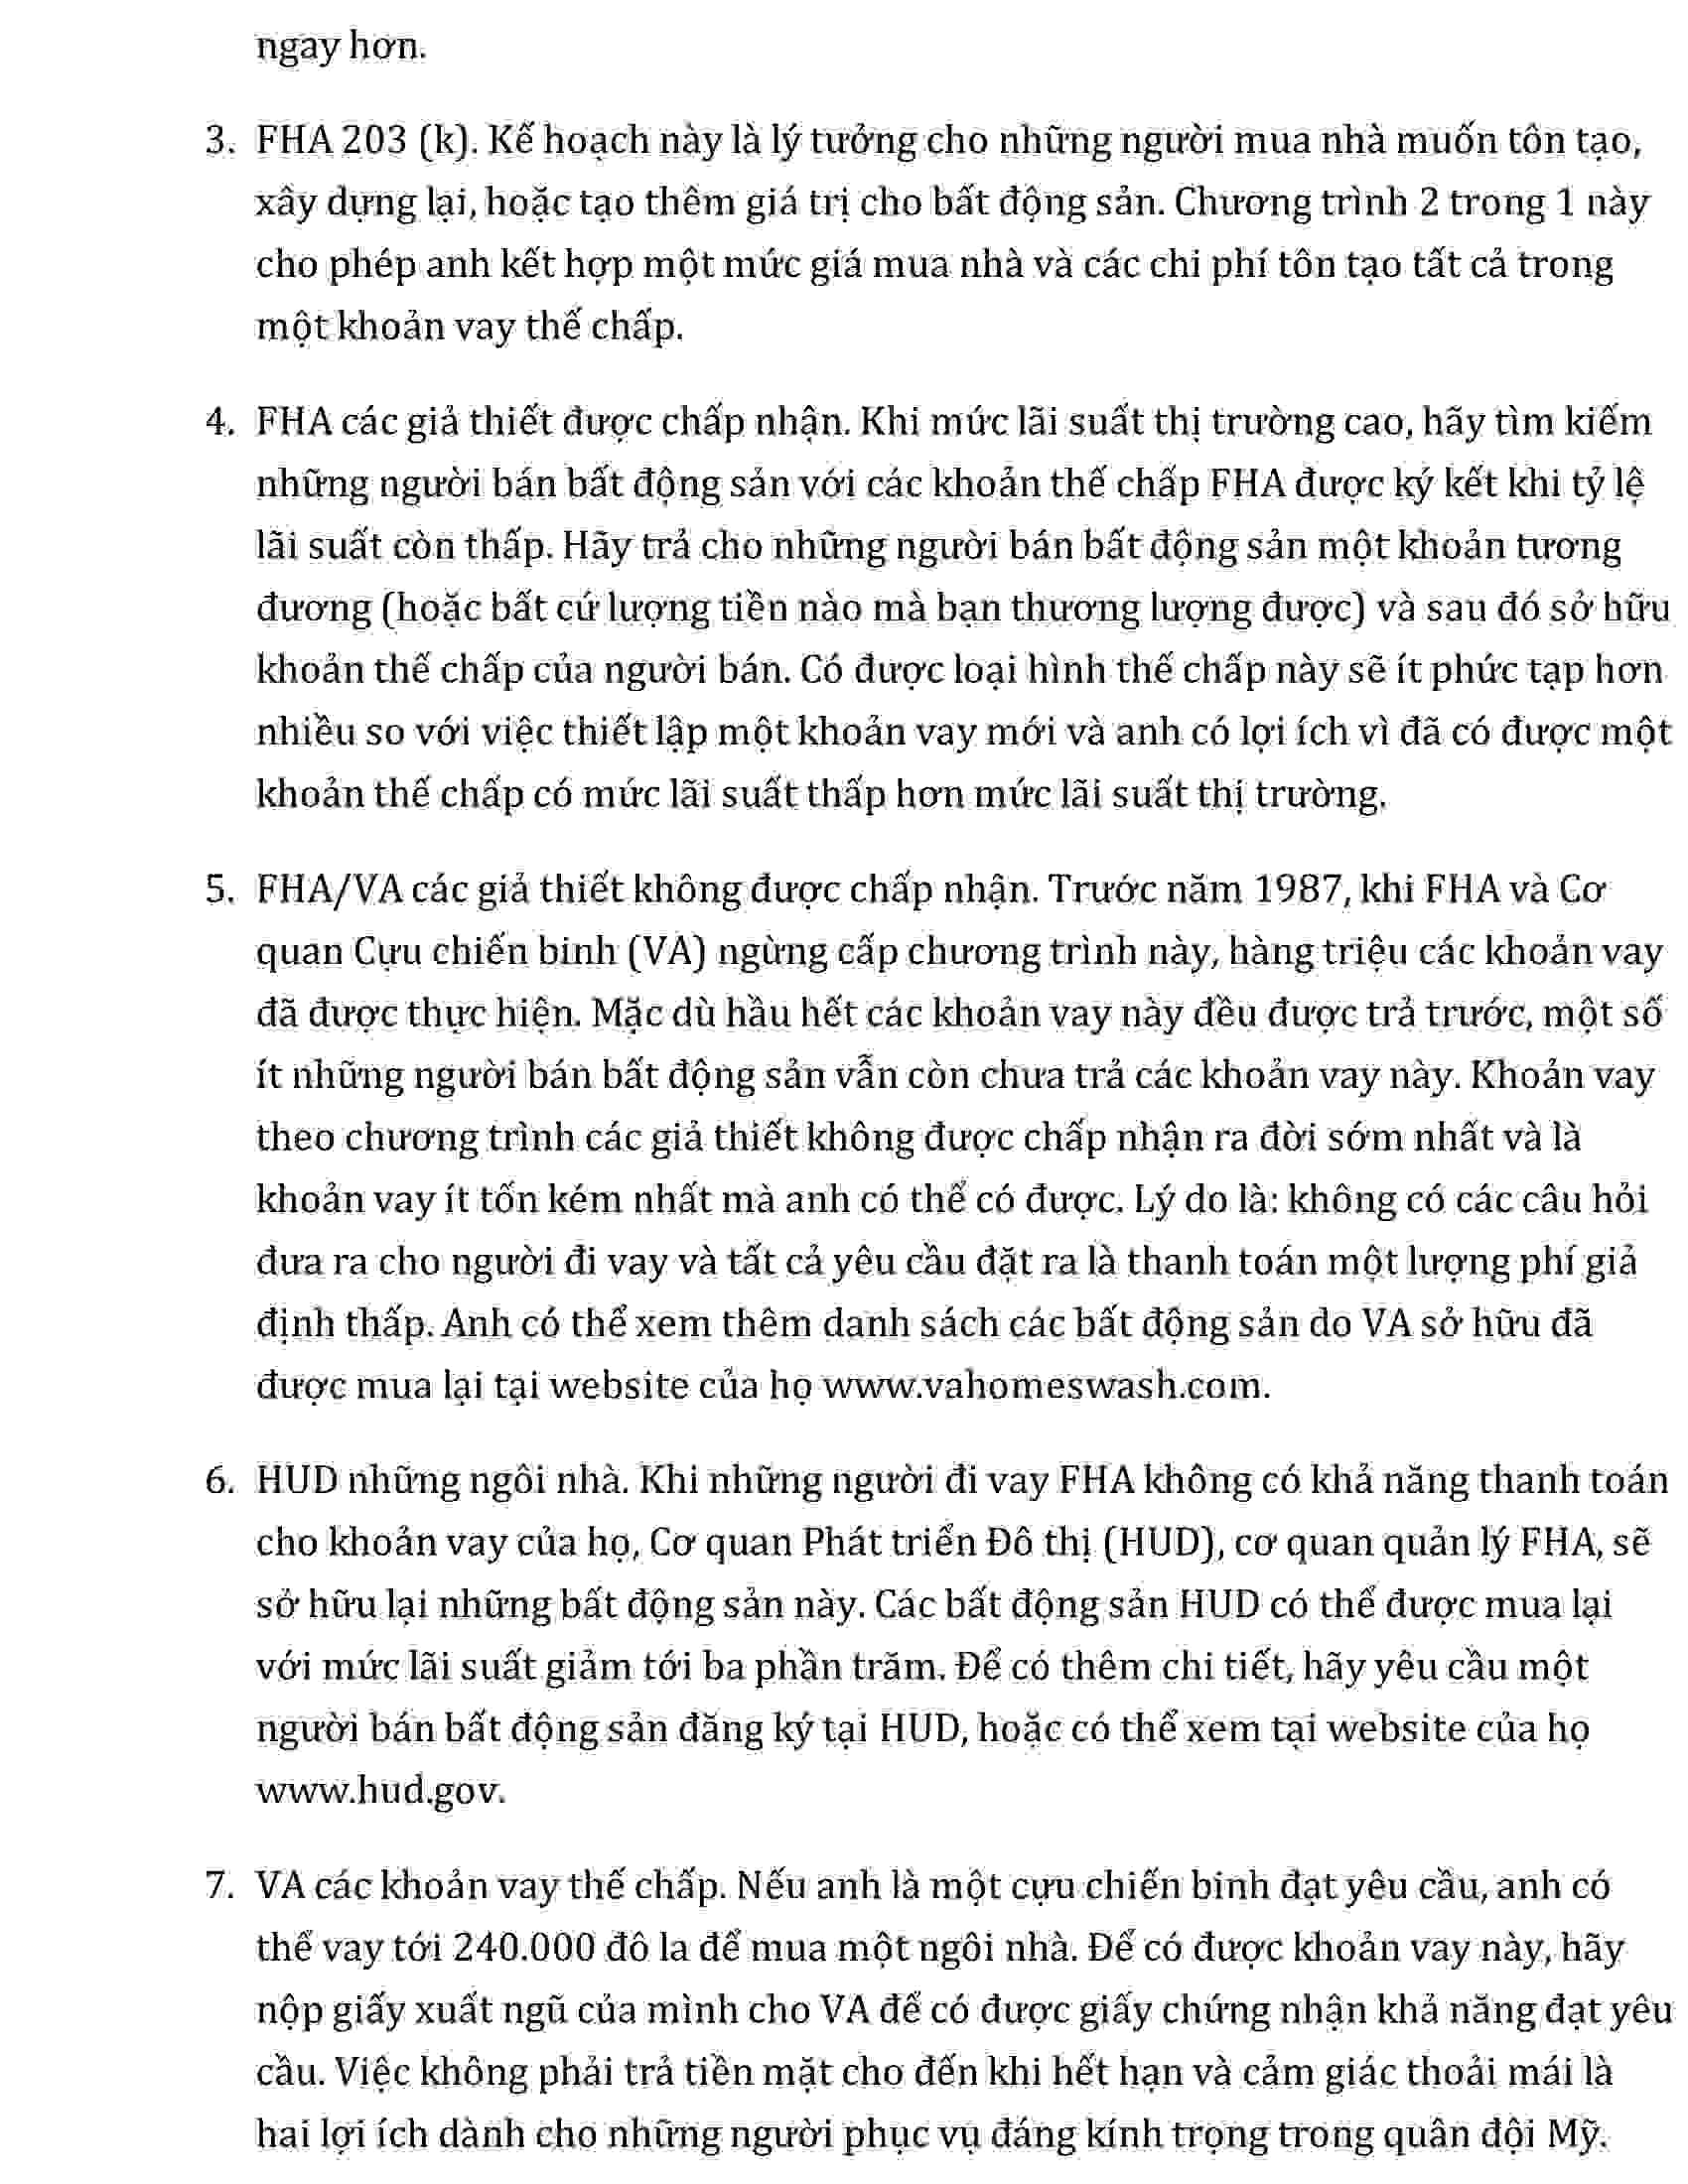 ngay hơn.
3. FHA 203 (k). Kế hoạch này là lý tưởng cho những người mua nhà muốn tôn tạo,
xây dựng lại, hoặc tạo thêm giá trị cho bất động sản. Chương trình 2 trong 1 này
cho phép anh kết hợp một mức giá mua nhà và các chi phí tôn tạo tất cả trong
một khoản vay thế chấp.
4. FHA các giả thiết được chấp nhận. Khi mức lãi suất thị trường cao, hãy tìm kiếm
những người bán bất động sản với các khoản thế chấp FHA được ký kết khi tỷ lệ
lãi suất còn thấp. Hãy trả cho những người bán bất động sản một khoản tương
đương (hoặc bất cứ lượng tiền nào mà bạn thương lượng được) và sau đó sở hữu
khoản thế chấp của người bán. Có được loại hình thế chấp này sẽ ít phức tạp hơn
nhiều so với việc thiết lập một khoản vay mới và anh có lợi ích vì đã có được một
khoản thế chấp có mức lãi suất thấp hơn mức lãi suất thị trường.
5. FHA/VA các giả thiết không được chấp nhận. Trước năm 1987, khi FHA và Cơ
quan Cựu chiến binh (VA) ngừng cấp chương trình này, hàng triệu các khoản vay
đã được thực hiện. Mặc dù hầu hết các khoản vay này đều được trả trước, một số
ít những người bán bất động sản vẫn còn chưa trả các khoản vay này. Khoản vay
theo chương trình các giả thiết không được chấp nhận ra đời sớm nhất và là
khoản vay ít tốn kém nhất mà anh có thể có được. Lý do là: không có các câu hỏi
đưa ra cho người đi vay và tất cả yêu cầu đặt ra là thanh toán một lượng phí giả
định thấp. Anh có thể xem thêm danh sách các bất động sản do VA sở hữu đã
được mua lại tại website của họ www.vahomeswash.com.
6. HUD những ngôi nhà. Khi những người đi vay FHA không có khả năng thanh toán
cho khoản vay của họ, Cơ quan Phát triển Đô thị (HUD), cơ quan quản lý FHA, sẽ
sở hữu lại những bất động sản này. Các bất động sản HUD có thể được mua lại
với mức lãi suất giảm tới ba phần trăm. Để có thêm chi tiết, hãy yêu cầu một
người bán bất động sản đăng ký tại HUD, hoặc có thể xem tại website của họ
www.hud.gov.
7. VA các khoản vay thế chấp. Nếu anh là một cựu chiến binh đạt yêu cầu, anh có
thể vay tới 240.000 đô la để mua một ngôi nhà. Để có được khoản vay này, hãy
nộp giấy xuất ngũ của mình cho VA để có được giấy chứng nhận khả năng đạt yêu
cầu. Việc không phải trả tiền mặt cho đến khi hết hạn và cảm giác thoải mái là
hai lợi ích dành cho những người phục vụ đáng kính trọng trong quân đội Mỹ.